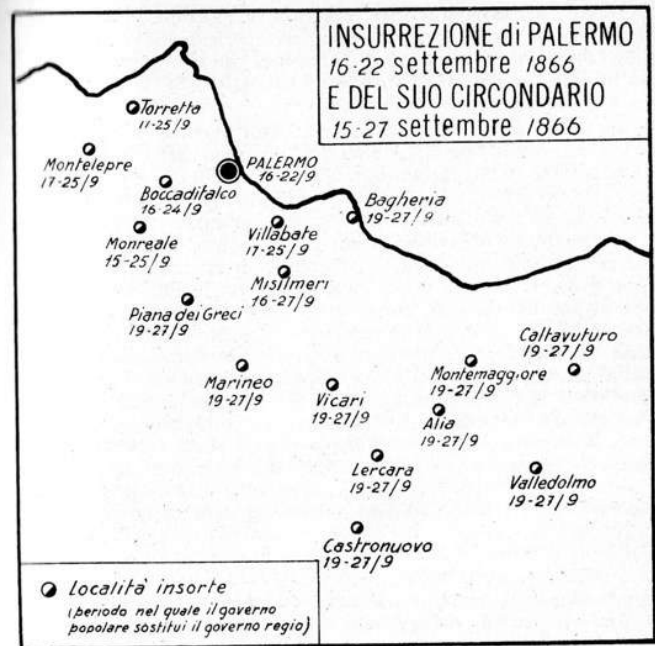 INSURREZIONE di PALERMO
16-22 settembre 1866
E DEL SUO CIRCONDARIO
15-27 settembre 1866
Torretta
11-25/9
Montelepre
17-25/9
PALERMO
16-22/9
Boccadifalco
16-24/9
Bagheria
19-27/9
Monreale
15-25/9
Villabate
17-25/9
Misilmeri
16-27/9
Piana dei Greci
19-27/9
Caltavuturo
19-27/9
Marineo
19-27/9
Montemaggiore
19-27/9
Vicari
19-27/9
Alia
19-27/9
Lercara
19-27/9
Valledolmo
19-27/9
Castronuovo
19-27/9
Località insorte
(periodo nel quale il governo
popolare sostituì il governo regio)